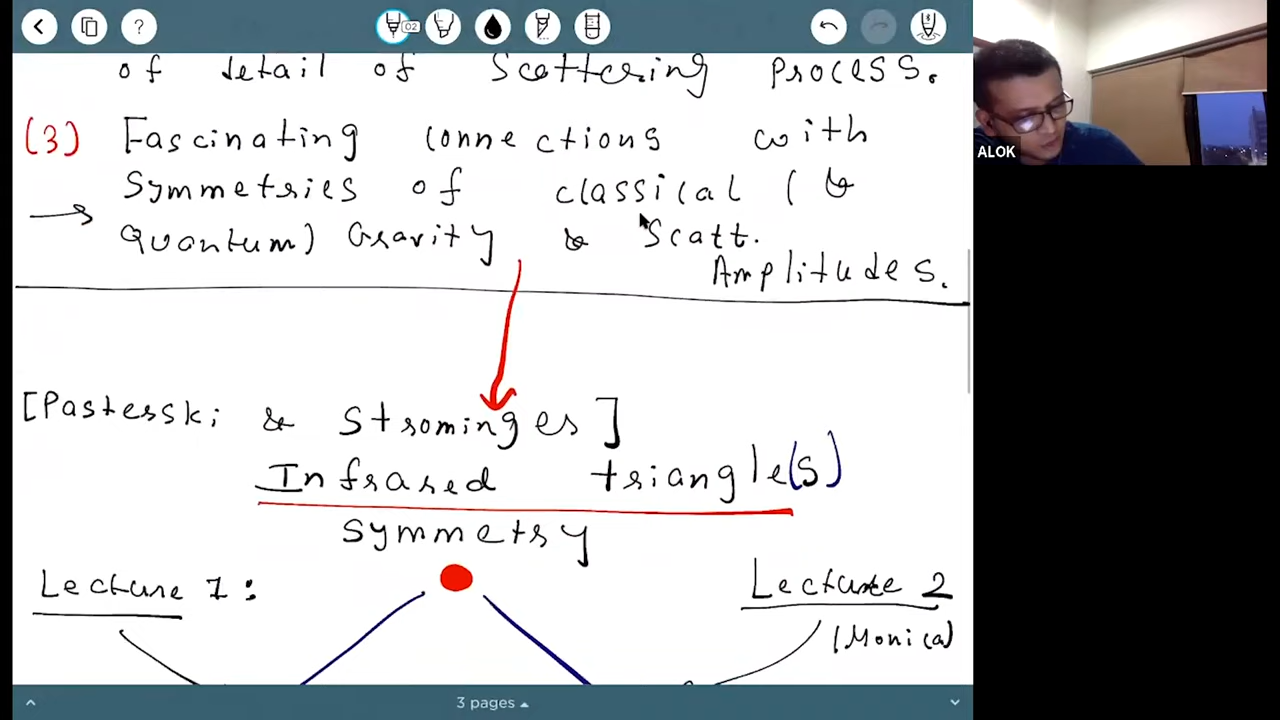 of detail of Scattering process.
(3) Fascinating connections with
Symmetries of classical (&
→ Quantum) Gravity & Scatt.
Amplitudes.
[Pasterski & Strominger]
Infrared triangle(s)
Symmetry
Lecture 1:
Lecture 2
(Monica)
3 pages
ALOK
02
?